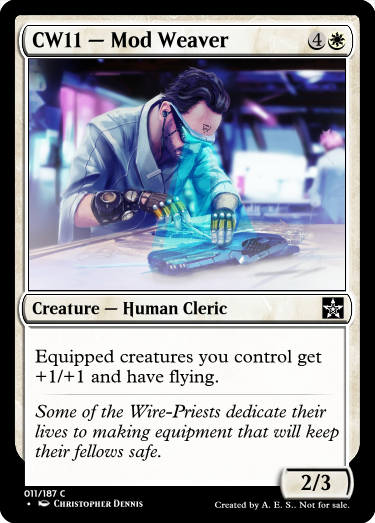 CW11 — Mod Weaver 4
Creature — Human Cleric
Equipped creatures you control get
+1/+1 and have flying.
Some of the Wire-Priests dedicate their
lives to making equipment that will keep
their fellows safe.
2/3
011/187 C
• Christopher Dennis
Created by A. E. S.. Not for sale.